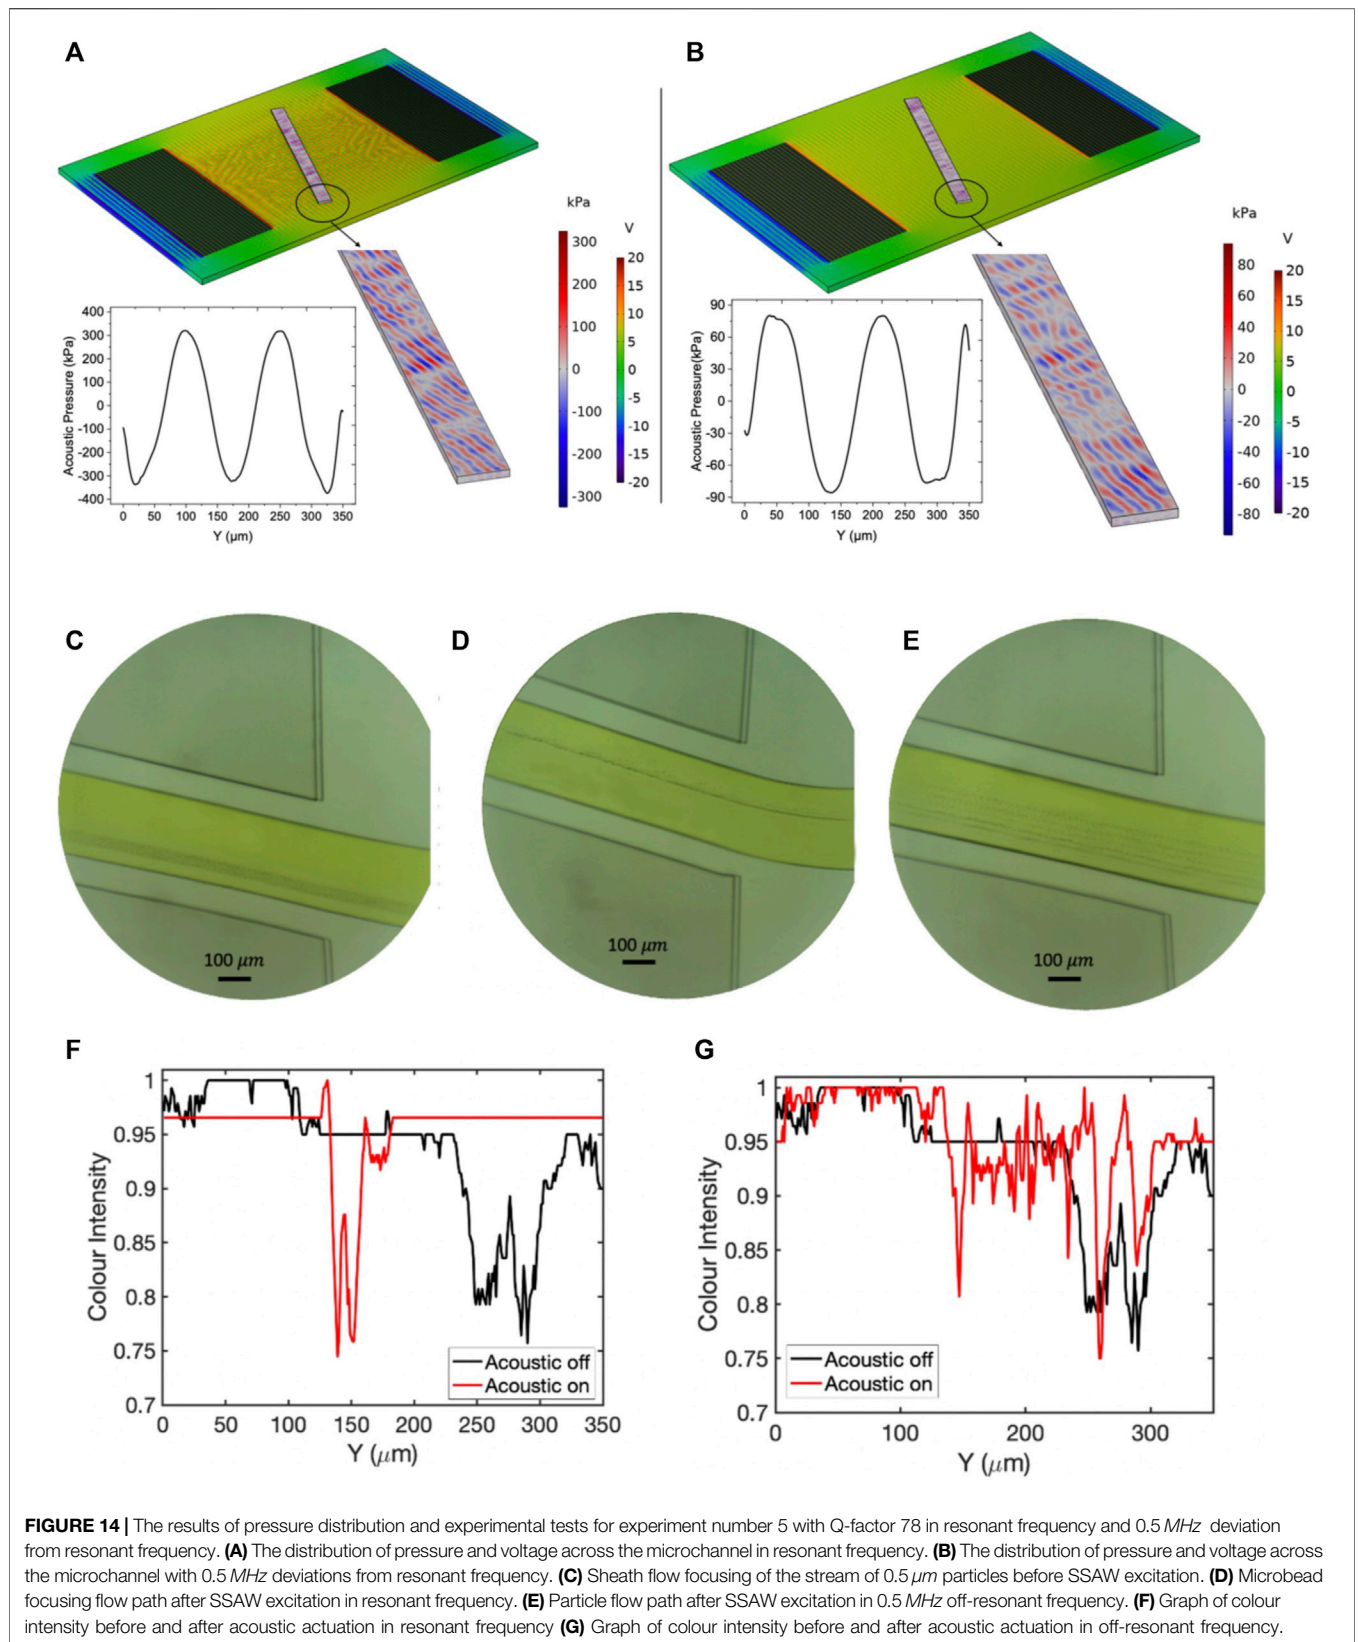 A
B
kPa
V
300
200
100
0
-100
-200
-300
20
15
10
5
0
-5
-10
-15
-20
kPa
V
80
60
40
20
0
-20
-40
-60
-80
20
15
10
5
0
-5
-10
-15
-20
Acoustic Pressure (kPa)
400
300
200
100
0
-100
-200
-300
-400
0 50 100 150 200 250 300 350
Y (μm)
Acoustic Pressure(kPa)
90
60
30
0
-30
-60
-90
0 50 100 150 200 250 300 350
Y (μm)
C
D
E
100 μm
100 μm
100 μm
F
Colour Intensity
1
0.95
0.9
0.85
0.8
0.75
0.7
0 50 100 150 200 250 300 350
Y (μm)
Acoustic off
Acoustic on
G
Colour Intensity
1
0.95
0.9
0.85
0.8
0.75
0.7
0 100 200 300
Y (μm)
Acoustic off
Acoustic on
FIGURE 14 | The results of pressure distribution and experimental tests for experiment number 5 with Q-factor 78 in resonant frequency and 0.5 MHz deviation
from resonant frequency. (A) The distribution of pressure and voltage across the microchannel in resonant frequency. (B) The distribution of pressure and voltage across
the microchannel with 0.5 MHz deviations from resonant frequency. (C) Sheath flow focusing of the stream of 0.5 μm particles before SSAW excitation. (D) Microbead
focusing flow path after SSAW excitation in resonant frequency. (E) Particle flow path after SSAW excitation in 0.5 MHz off-resonant frequency. (F) Graph of colour
intensity before and after acoustic actuation in resonant frequency (G) Graph of colour intensity before and after acoustic actuation in off-resonant frequency.